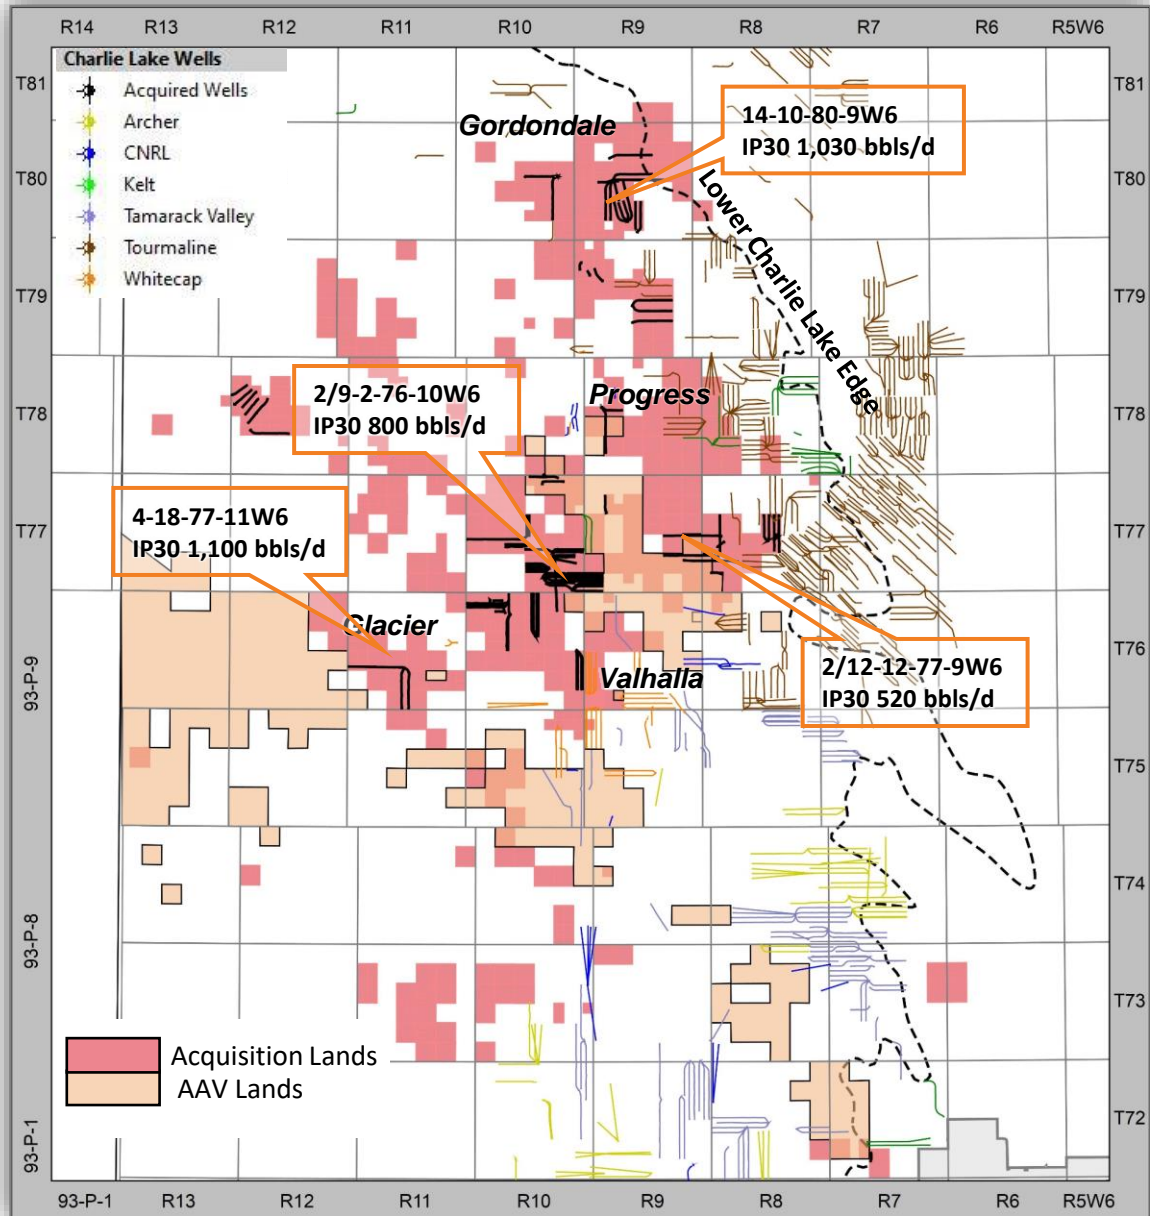 R14 R13 R12 R11 R10 R9 R8 R7 R6 R5W6
Charlie Lake Wells
Acquired Wells
Archer
CNRL
Kelt
Tamarack Valley
Tourmaline
Whitecap
T81
T81
Gordondale
14-10-80-9W6
IP30 1,030 bbls/d
T80
T80
Lower Charlie Lake Edge
T79
T79
2/9-2-76-10W6
IP30 800 bbls/d
Progress
T78
T78
4-18-77-11W6
IP30 1,100 bbls/d
T77
T77
Glacier
T76
93-P-9
Valhalla
2/12-12-77-9W6
IP30 520 bbls/d
T75
T74
93-P-8
T73
Acquisition Lands
AAV Lands
T72
93-P-1
93-P-1 R13 R12 R11 R10 R9 R8 R7 R6 R5W6